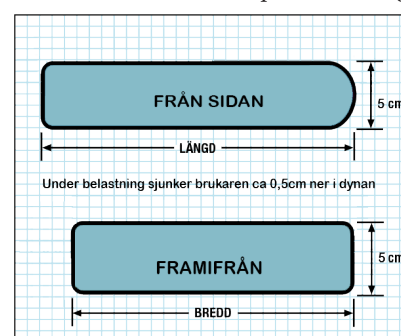 FRÅN SIDAN
5 cm
LÄNGD
Under belastning sjunker brukaren ca 0,5cm ner i dynan
FRAMIFRÅN
5 cm
BREDD